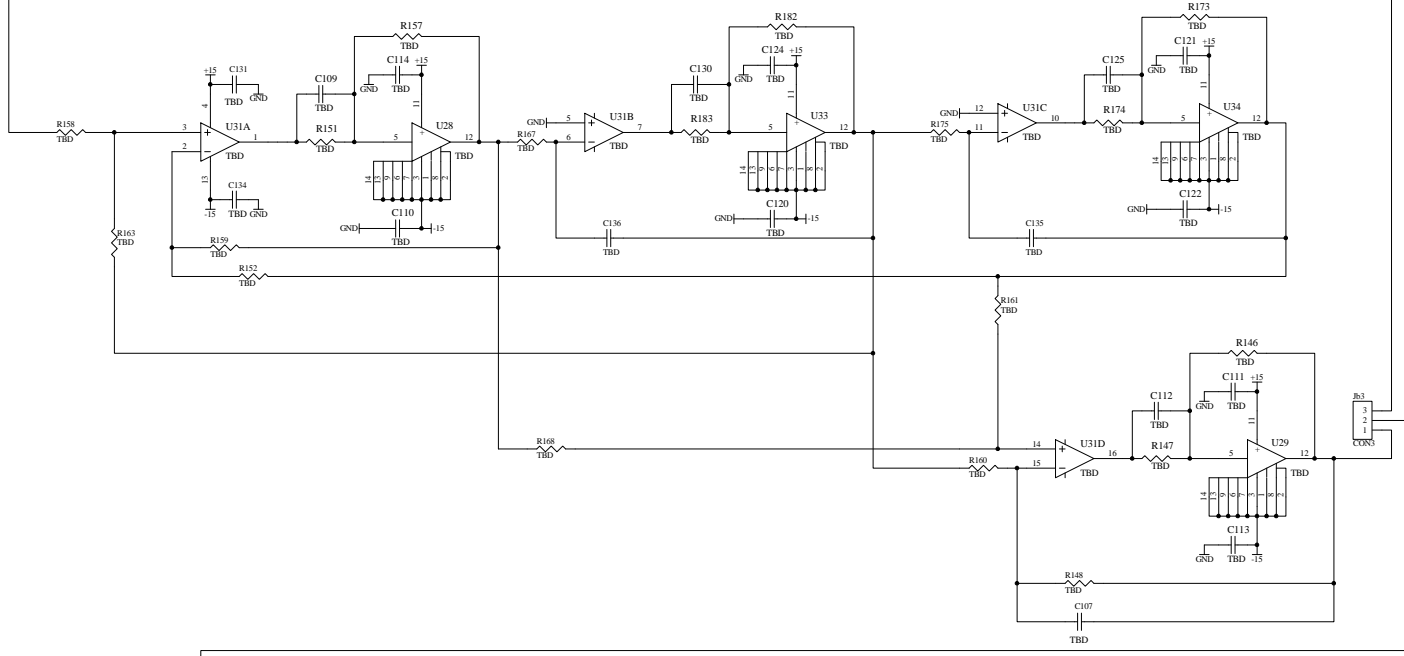 R158
TBD
R163
TBD
+15
C131
TBD
GND
4
3
2
1
13
U31A
TBD
C134
TBD
GND
-15
R159
TBD
R152
TBD
C109
TBD
R151
TBD
R157
TBD
C114
+15
TBD
GND
11
5
12
U28
TBD
14
13
9
6
7
3
1
8
2
C110
GND
TBD
-15
R167
TBD
GND
5
6
7
U31B
TBD
C136
TBD
C130
TBD
R183
TBD
R182
TBD
C124
+15
TBD
GND
11
5
12
U33
TBD
14
13
9
6
7
3
1
8
2
C120
GND
TBD
-15
R175
TBD
GND
12
11
10
U31C
TBD
C135
TBD
C125
TBD
R174
TBD
R173
TBD
C121
+15
TBD
GND
11
5
12
U34
TBD
14
13
9
6
7
3
1
8
2
C122
GND
TBD
-15
R161
TBD
R168
TBD
R160
TBD
14
15
16
U31D
TBD
C112
TBD
R147
TBD
R146
TBD
C111
+15
TBD
GND
11
5
12
U29
TBD
14
13
9
6
7
3
1
8
2
C113
GND
TBD
-15
R148
TBD
C107
TBD
Jb3
3
2
1
CON3